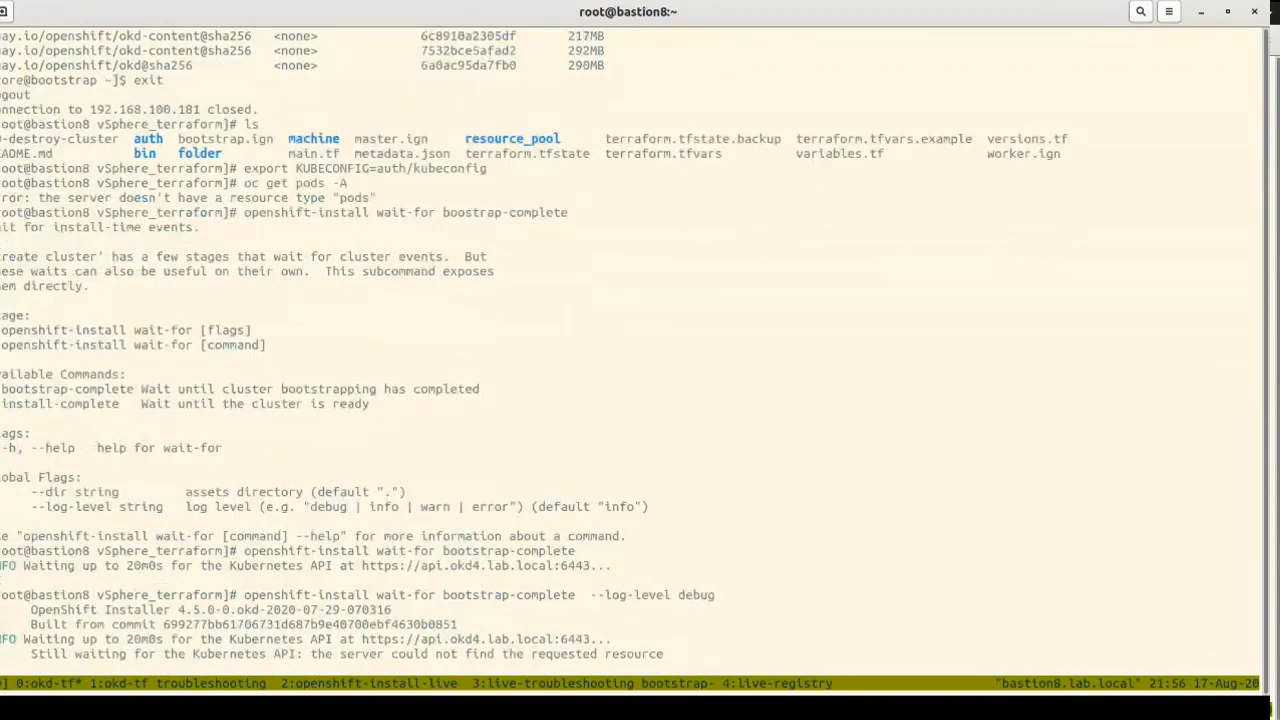 root@bastion8:~
ay.io/openshift/okd-content@sha256 <none> 6c8910a2305df 217MB
ay.io/openshift/okd-content@sha256 <none> 7532bce5afad2 292MB
ay.io/openshift/okd@sha256 <none> 6a0ac95da7fb0 290MB
ore@bootstrap ~]$ exit
gout
nnection to 192.168.100.181 closed.
root@bastion8 vSphere_terraform]# ls
-destroy-cluster auth bootstrap.ign machine master.ign resource_pool terraform.tfstate.backup terraform.tfvars.example versions.tf
ADME.md bin folder main.tf metadata.json terraform.tfstate terraform.tfvars variables.tf worker.ign
root@bastion8 vSphere_terraform]# export KUBECONFIG=auth/kubeconfig
root@bastion8 vSphere_terraform]# oc get pods -A
rror: the server doesn't have a resource type "pods"
root@bastion8 vSphere_terraform]# openshift-install wait-for boostrap-complete
it for install-time events.
create cluster' has a few stages that wait for cluster events. But
ese waits can also be useful on their own. This subcommand exposes
em directly.
age:
openshift-install wait-for [flags]
openshift-install wait-for [command]
ailable Commands:
bootstrap-complete Wait until cluster bootstrapping has completed
install-complete Wait until the cluster is ready
ags:
-h, --help help for wait-for
obal Flags:
--dir string assets directory (default ".")
--log-level string log level (e.g. "debug | info | warn | error") (default "info")
e "openshift-install wait-for [command] --help" for more information about a command.
root@bastion8 vSphere_terraform]# openshift-install wait-for bootstrap-complete
FO Waiting up to 20m0s for the Kubernetes API at https://api.okd4.lab.local:6443...
root@bastion8 vSphere_terraform]# openshift-install wait-for bootstrap-complete --log-level debug
OpenShift Installer 4.5.0-0.okd-2020-07-29-070316
Built from commit 699277bb61706731d687b9e40700ebf4630b0851
FO Waiting up to 20m0s for the Kubernetes API at https://api.okd4.lab.local:6443...
Still waiting for the Kubernetes API: the server could not find the requested resource
] 0:okd-tf* 1:okd-tf troubleshooting 2:openshift-install-live 3:live-troubleshooting bootstrap- 4:live-registry "bastion8.lab.local" 21:56 17-Aug-20